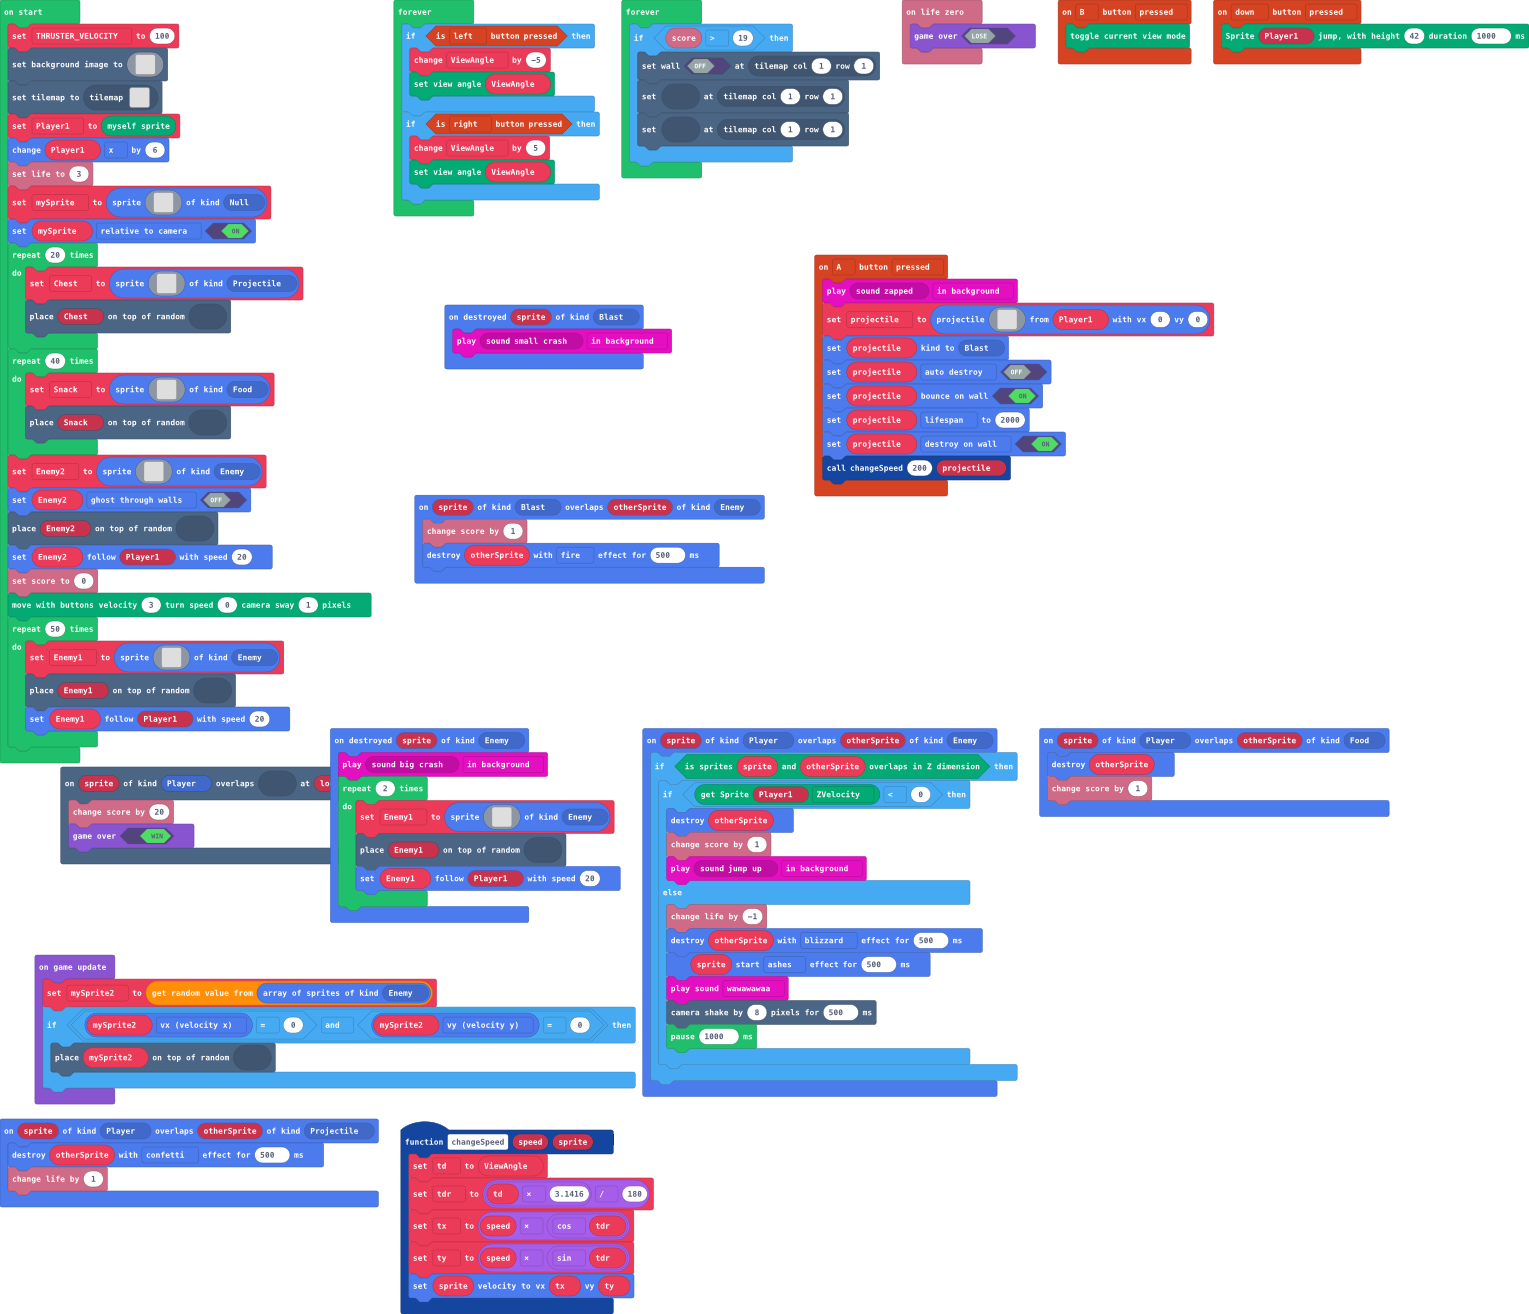 on start
set THRUSTER_VELOCITY to 100
set background image to
set tilemap to tilemap
set Player1 to myself sprite
change Player1 x by 6
set life to 3
set mySprite to sprite of kind Null
set mySprite relative to camera ON
repeat 20 times
do
set Chest to sprite of kind Projectile
place Chest on top of random
repeat 40 times
do
set Snack to sprite of kind Food
place Snack on top of random
set Enemy2 to sprite of kind Enemy
set Enemy2 ghost through walls OFF
place Enemy2 on top of random
set Enemy2 follow Player1 with speed 20
set score to 0
move with buttons velocity 3 turn speed 0 camera sway 1 pixels
repeat 50 times
do
set Enemy1 to sprite of kind Enemy
place Enemy1 on top of random
set Enemy1 follow Player1 with speed 20
forever
if is left button pressed then
change ViewAngle by -5
set view angle ViewAngle
if is right button pressed then
change ViewAngle by 5
set view angle ViewAngle
forever
if score > 19 then
set wall OFF at tilemap col 1 row 1
set at tilemap col 1 row 1
set at tilemap col 1 row 1
on life zero
game over LOSE
on B button pressed
toggle current view mode
on down button pressed
Sprite Player1 jump, with height 42 duration 1000 ms
on destroyed sprite of kind Blast
play sound small crash in background
on A button pressed
play sound zapped in background
set projectile to projectile from Player1 with vx 0 vy 0
set projectile kind to Blast
set projectile auto destroy OFF
set projectile bounce on wall ON
set projectile lifespan to 2000
set projectile destroy on wall ON
call changeSpeed 200 projectile
on sprite of kind Blast overlaps otherSprite of kind Enemy
change score by 1
destroy otherSprite with fire effect for 500 ms
on sprite of kind Player overlaps at lo
change score by 20
game over WIN
on destroyed sprite of kind Enemy
play sound big crash in background
repeat 2 times
do
set Enemy1 to sprite of kind Enemy
place Enemy1 on top of random
set Enemy1 follow Player1 with speed 20
on sprite of kind Player overlaps otherSprite of kind Enemy
if is sprites sprite and otherSprite overlaps in Z dimension then
if get Sprite Player1 ZVelocity < 0 then
destroy otherSprite
change score by 1
play sound jump up in background
else
change life by -1
destroy otherSprite with blizzard effect for 500 ms
sprite start ashes effect for 500 ms
play sound wawawawaa
camera shake by 8 pixels for 500 ms
pause 1000 ms
on sprite of kind Player overlaps otherSprite of kind Food
destroy otherSprite
change score by 1
on game update
set mySprite2 to get random value from array of sprites of kind Enemy
if mySprite2 vx (velocity x) = 0 and mySprite2 vy (velocity y) = 0 then
place mySprite2 on top of random
on sprite of kind Player overlaps otherSprite of kind Projectile
destroy otherSprite with confetti effect for 500 ms
change life by 1
function changeSpeed speed sprite
set td to ViewAngle
set tdr to td × 3.1416 / 180
set tx to speed × cos tdr
set ty to speed × sin tdr
set sprite velocity to vx tx vy ty